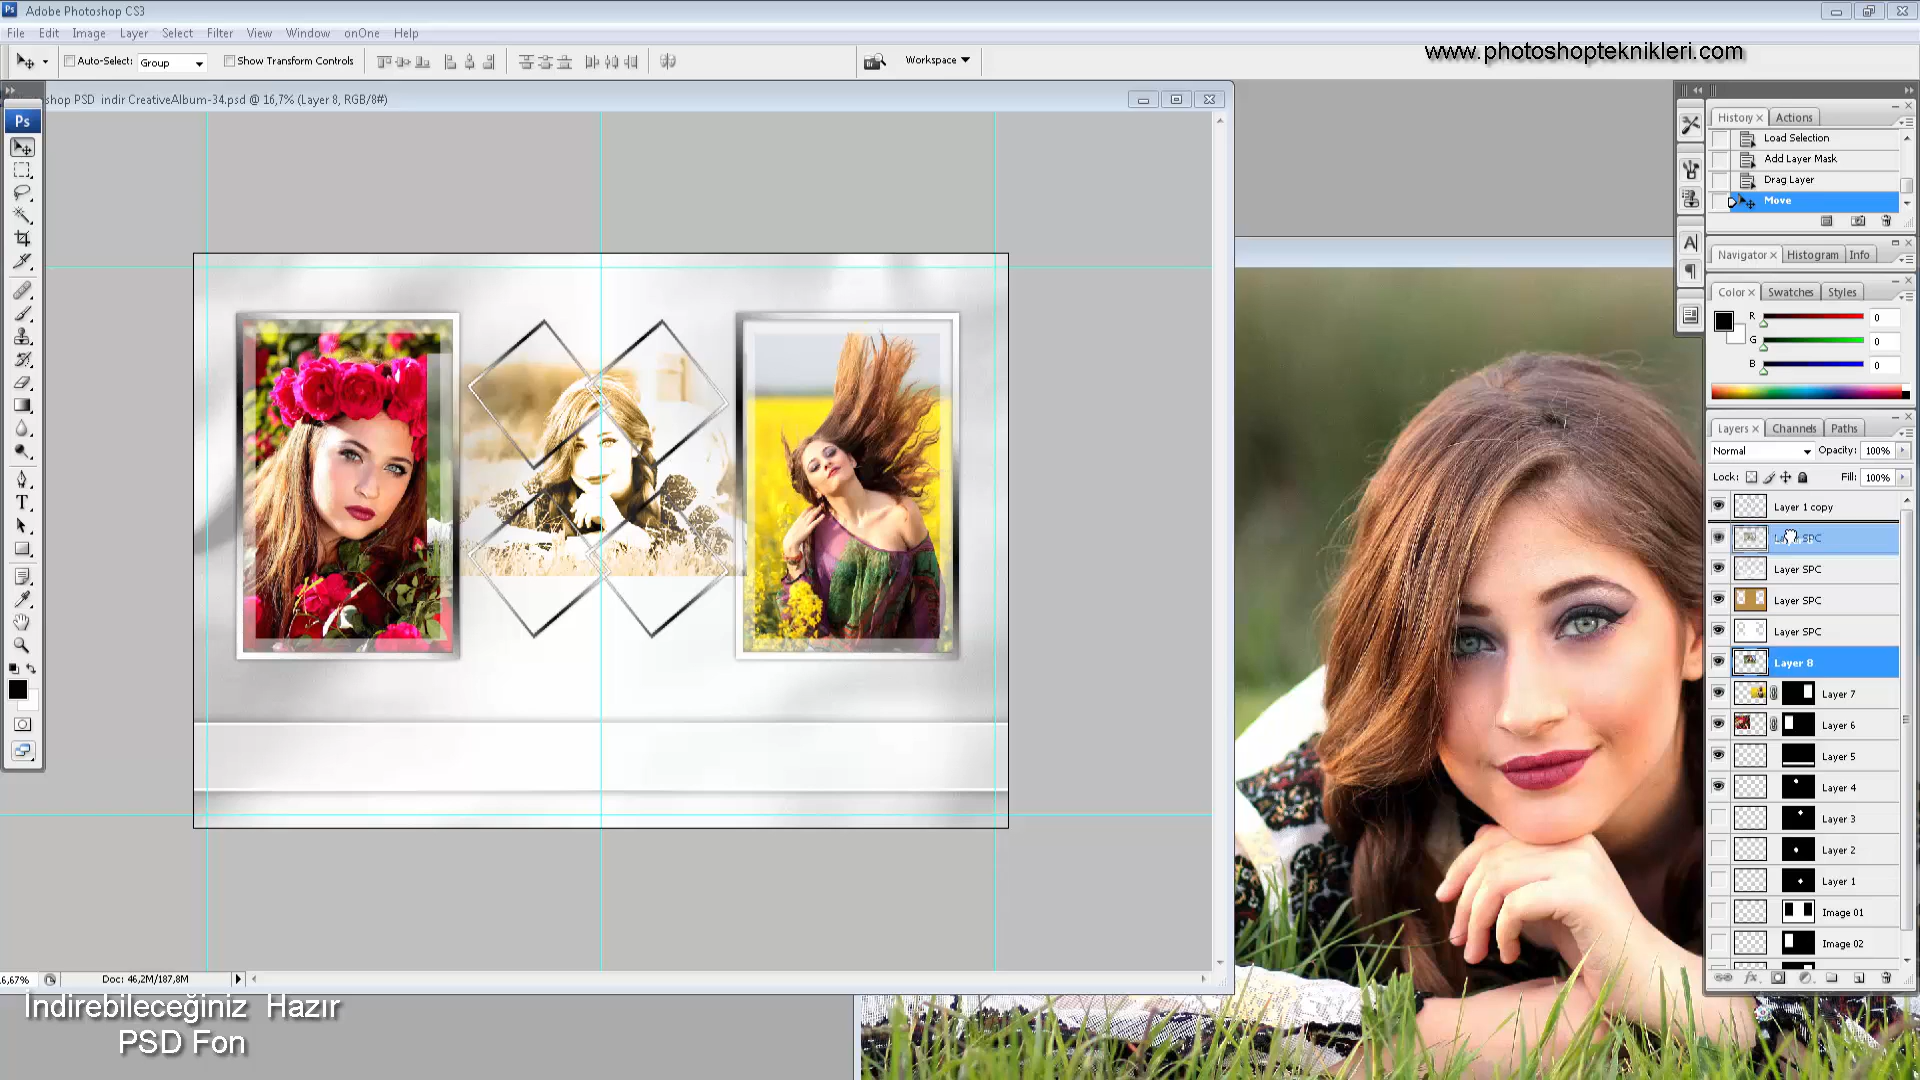 Adobe Photoshop CS3
File Edit Image Layer Select Filter View Window onOne Help
Auto-Select: Group Show Transform Controls Workspace
www.photoshopteknikleri.com
shop PSD indir CreativeAlbum-34.psd @ 16,7% (Layer 8, RGB/8#)
Ps
History Actions
Load Selection
Add Layer Mask
Drag Layer
Move
Navigator Histogram Info
Color Swatches Styles
R 0
G 0
B 0
Layers Channels Paths
Normal Opacity: 100%
Lock: Fill: 100%
Layer 1 copy
Layer SPC
Layer SPC
Layer SPC
Layer SPC
Layer 8
Layer 7
Layer 6
Layer 5
Layer 4
Layer 3
Layer 2
Layer 1
Image 01
Image 02
6,67% Doc: 46,2M/187,8M
İndirebileceğiniz Hazır
PSD Fon